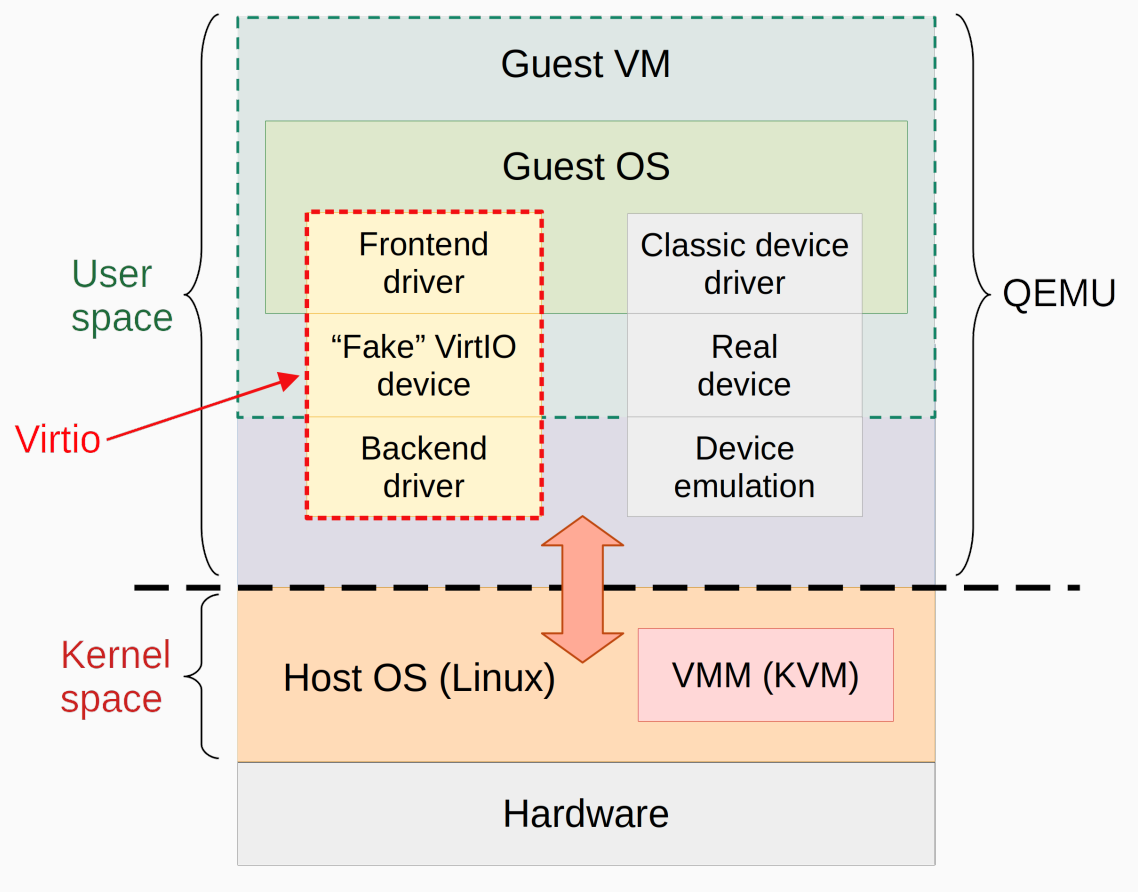 Guest VM
Guest OS
Frontend
driver
Classic device
driver
User
space
QEMU
“Fake” VirtIO
device
Real
device
Virtio
Backend
driver
Device
emulation
Kernel
space
Host OS (Linux)
VMM (KVM)
Hardware